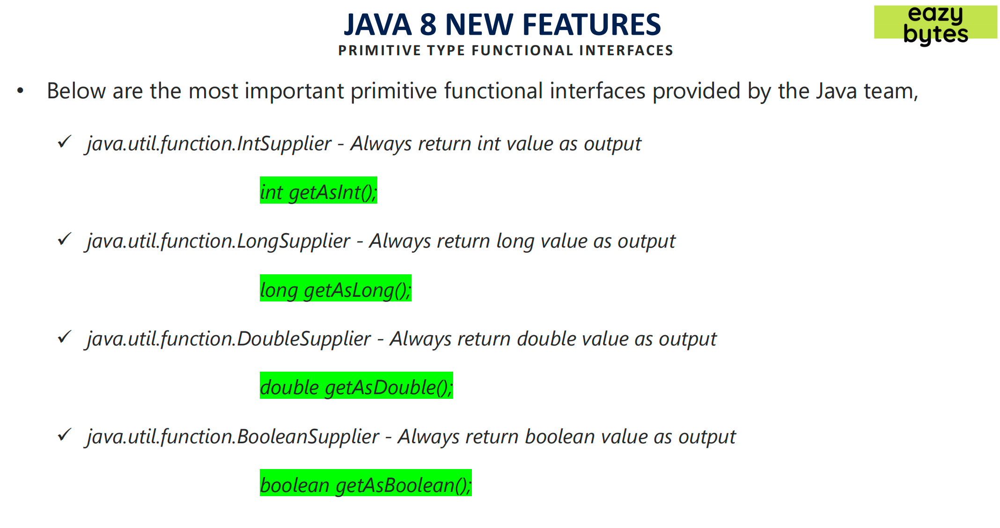 JAVA 8 NEW FEATURES
PRIMITIVE TYPE FUNCTIONAL INTERFACES
eazy
bytes
• Below are the most important primitive functional interfaces provided by the Java team,
✓ java.util.function.IntSupplier - Always return int value as output
int getAsInt();
✓ java.util.function.LongSupplier - Always return long value as output
long getAsLong();
✓ java.util.function.DoubleSupplier - Always return double value as output
double getAsDouble();
✓ java.util.function.BooleanSupplier - Always return boolean value as output
boolean getAsBoolean();